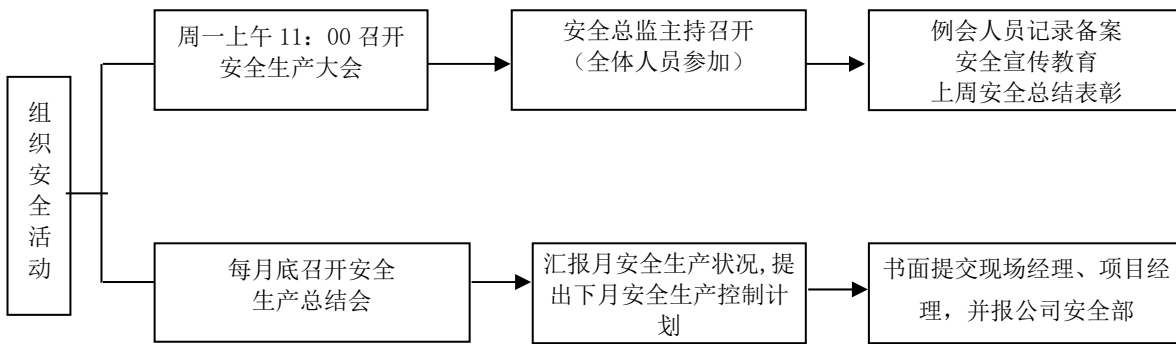 组
织
安
全
活
动
周一上午 11：00 召开
安全生产大会
安全总监主持召开
（全体人员参加）
例会人员记录备案
安全宣传教育
上周安全总结表彰
每月底召开安全
生产总结会
汇报月安全生产状况,提
出下月安全生产控制计
划
书面提交现场经理、项目经
理，并报公司安全部